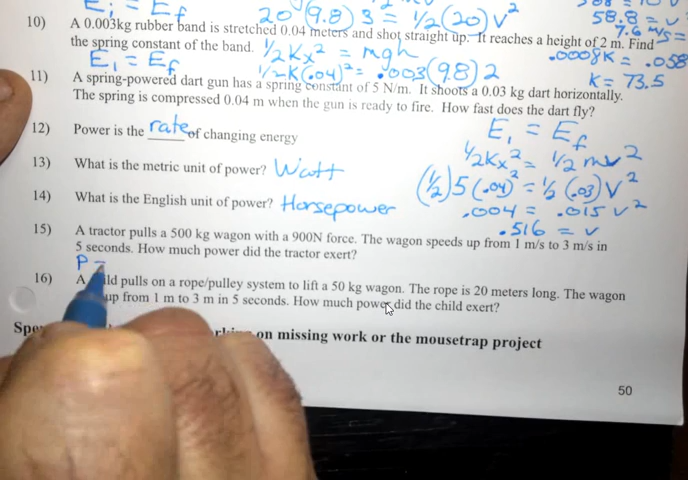 Ei = Ef 20 (9.8) 3 = 1/2 (20) v²
58.8 = v
7.6 m/s =
10) A 0.003kg rubber band is stretched 0.04 meters and shot straight up. It reaches a height of 2 m. Find
the spring constant of the band. 1/2 Kx² = mgh .0008K = .058
Ei = Ef 1/2 K(.04)² = .0003(9.8) 2 K = 73.5
11) A spring-powered dart gun has a spring constant of 5 N/m. It shoots a 0.03 kg dart horizontally.
The spring is compressed 0.04 m when the gun is ready to fire. How fast does the dart fly?
Ei = Ef
12) Power is the rate of changing energy
1/2 Kx² = 1/2 mv²
13) What is the metric unit of power? Watt
(1/2) 5 (.04)² = 1/2 (.03) V²
14) What is the English unit of power? Horsepower
.004 = .015 v²
.516 = v
15) A tractor pulls a 500 kg wagon with a 900N force. The wagon speeds up from 1 m/s to 3 m/s in
5 seconds. How much power did the tractor exert?
P =
16) A pulls on a rope/pulley system to lift a 50 kg wagon. The rope is 20 meters long. The wagon
up from 1 m to 3 m in 5 seconds. How much power did the child exert?
on missing work or the mousetrap project
50